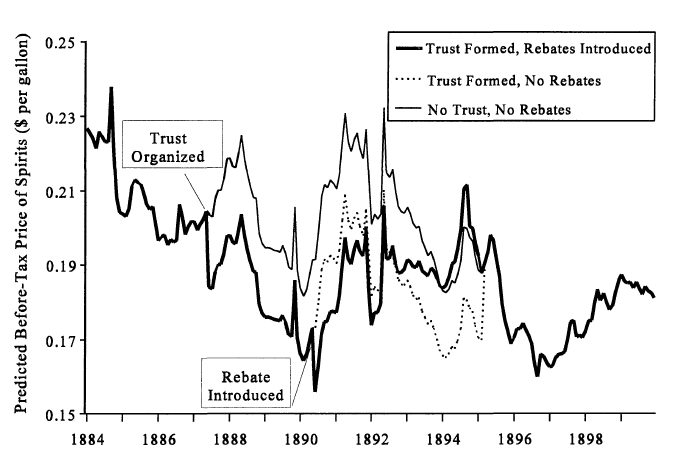 Predicted Before-Tax Price of Spirits ($ per gallon)
0.25
0.23
0.21
0.19
0.17
0.15
Trust Formed, Rebates Introduced
Trust Formed, No Rebates
No Trust, No Rebates
Trust
Organized
Rebate
Introduced
1884 1886 1888 1890 1892 1894 1896 1898